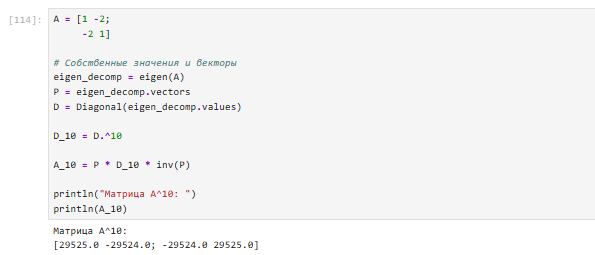 [114]: A = [1 -2;
-2 1]
# Собственные значения и векторы
eigen_decomp = eigen(A)
P = eigen_decomp.vectors
D = Diagonal(eigen_decomp.values)
D_10 = D.^10
A_10 = P * D_10 * inv(P)
println("Матрица A^10: ")
println(A_10)
Матрица A^10:
[29525.0 -29524.0; -29524.0 29525.0]